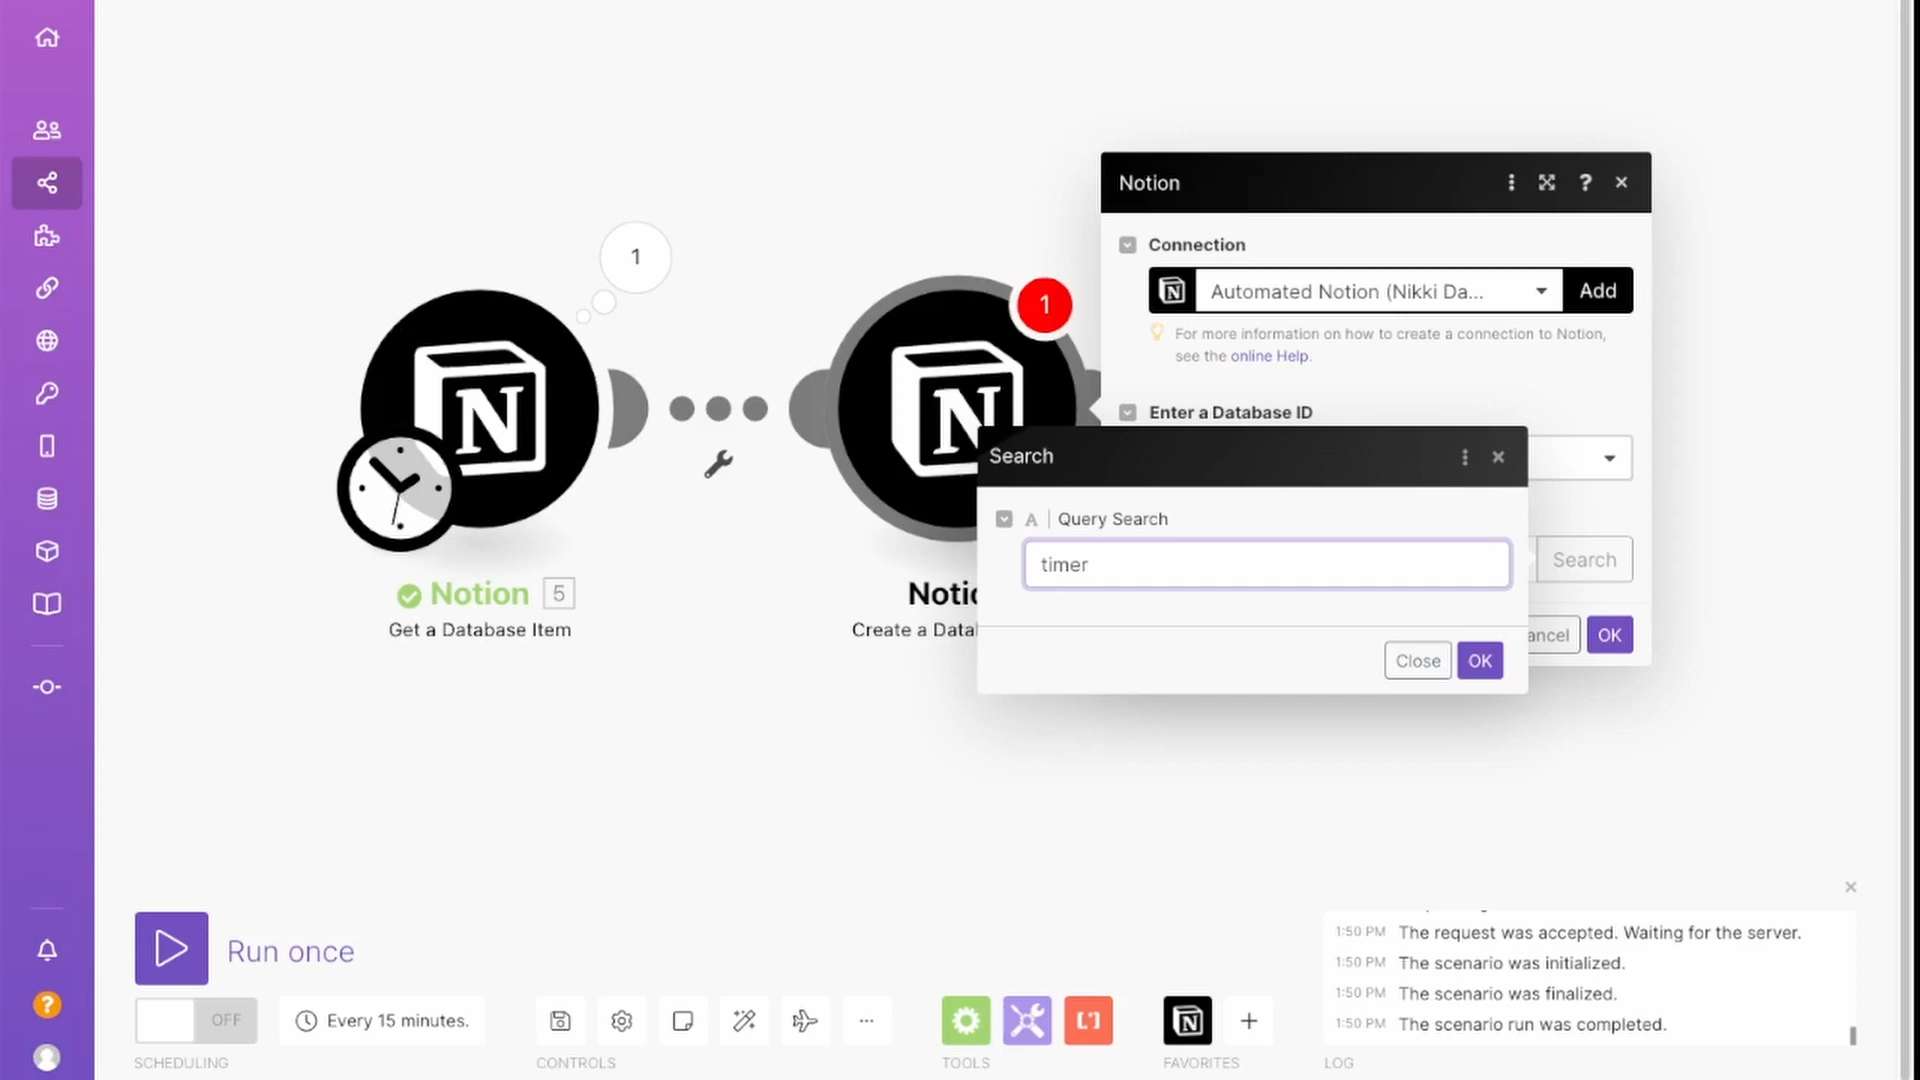 Notion
Connection
Automated Notion (Nikki Da...
Add
For more information on how to create a connection to Notion,
see the online Help.
Enter a Database ID
1
1
N
N
Search
A
Query Search
timer
Search
Close
OK
ancel
OK
Notion 5
Get a Database Item
Notic
Create a Datal
Run once
OFF
Every 15 minutes.
SCHEDULING
CONTROLS
TOOLS
FAVORITES
1:50 PM The request was accepted. Waiting for the server.
1:50 PM The scenario was initialized.
1:50 PM The scenario was finalized.
1:50 PM The scenario run was completed.
LOG